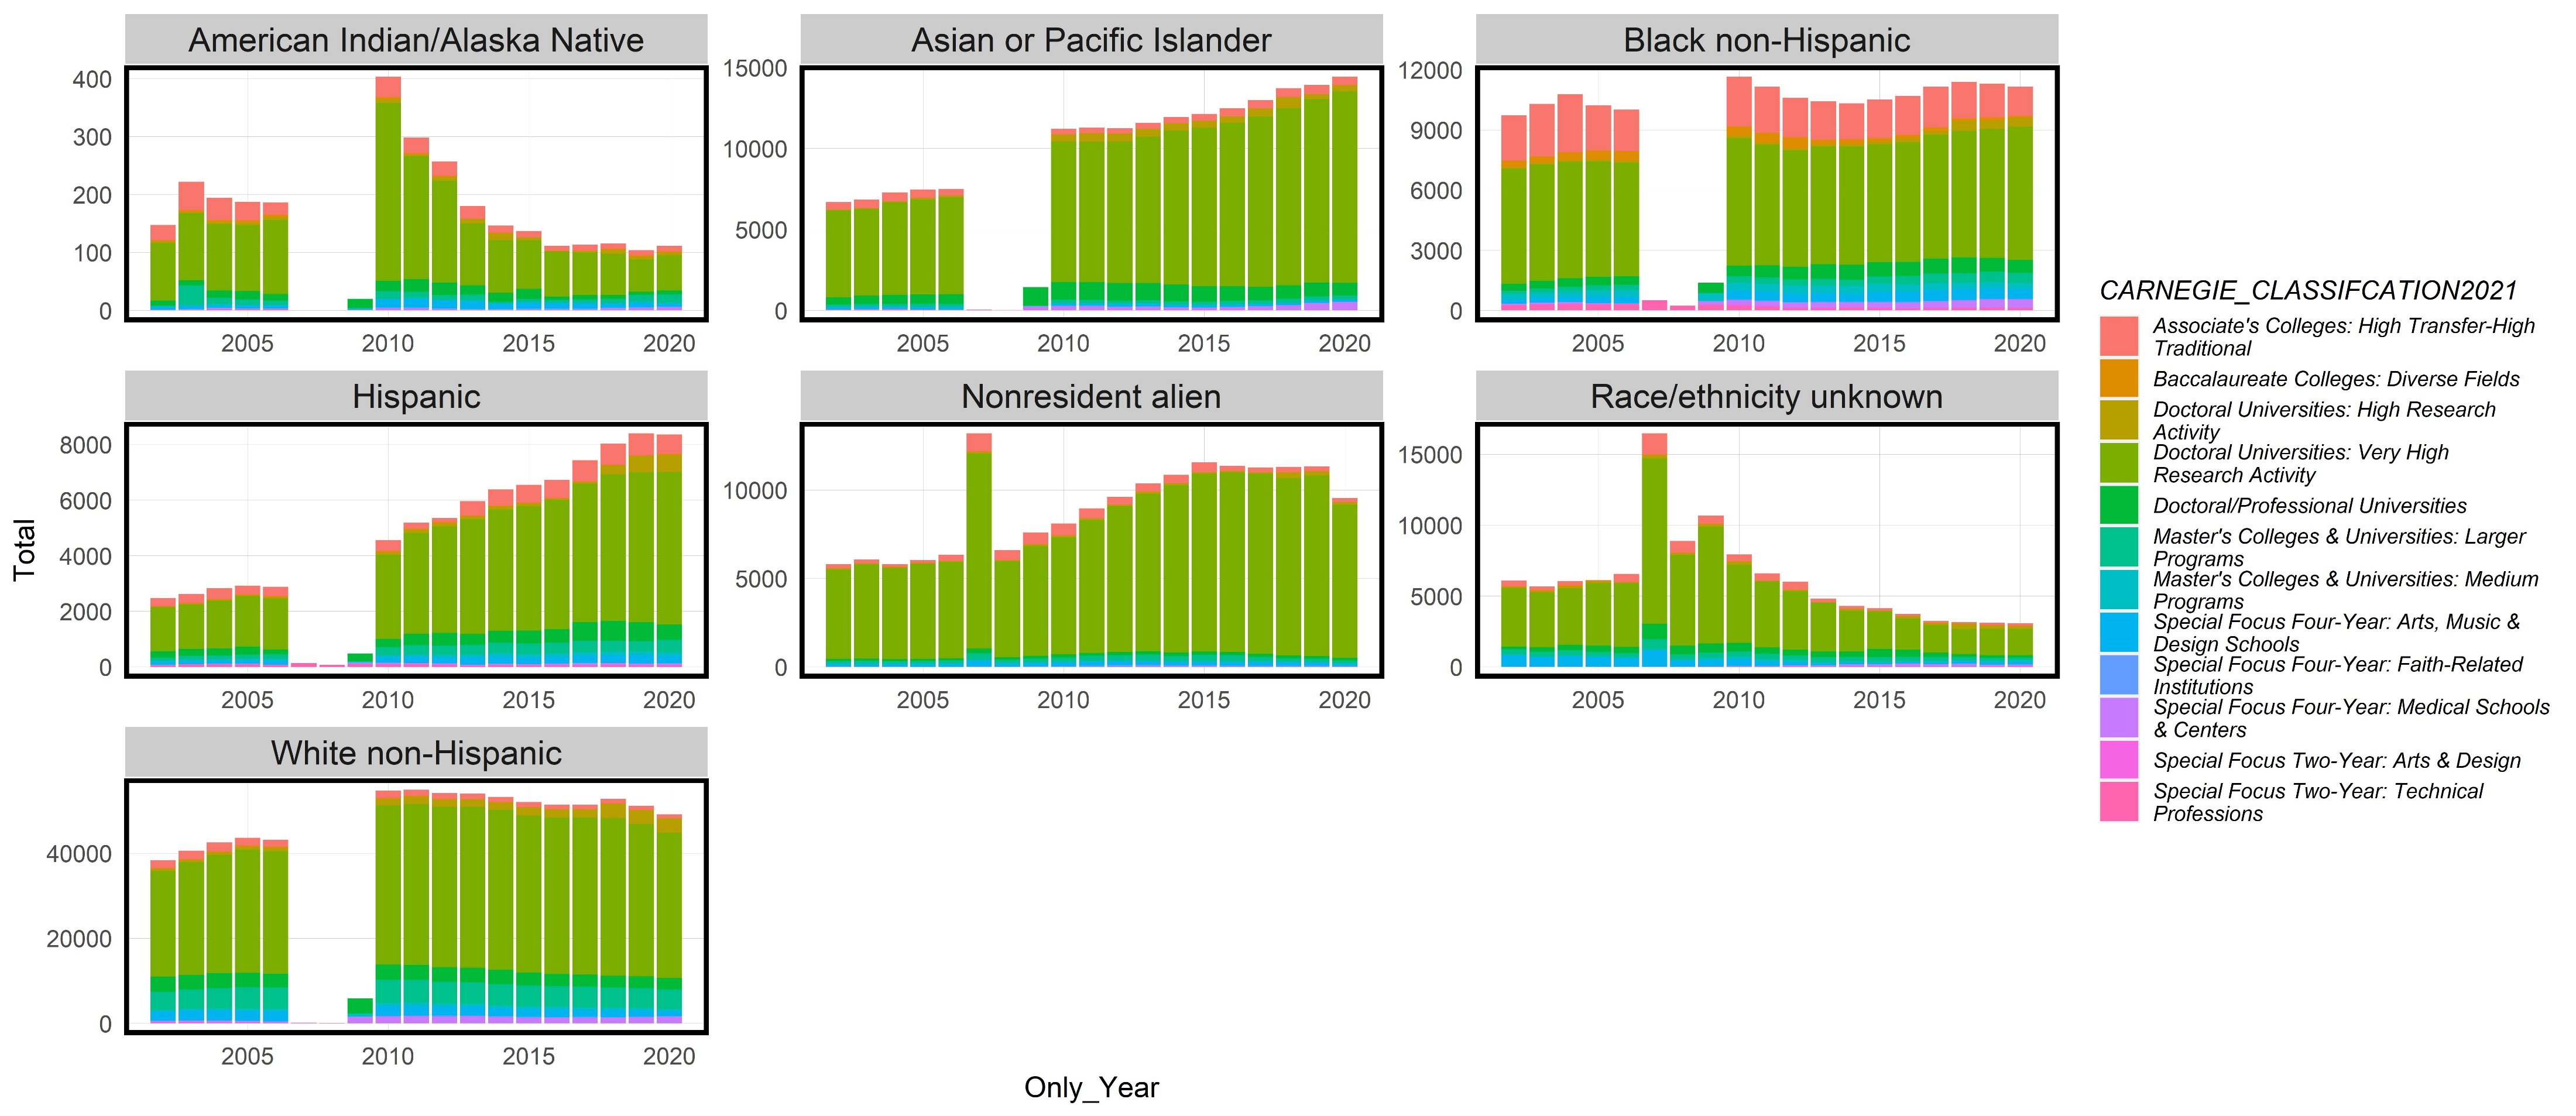 American Indian/Alaska Native
Asian or Pacific Islander
Black non-Hispanic
400
300
200
100
0
2005
2010
2015
2020
15000
10000
5000
0
2005
2010
2015
2020
12000
9000
6000
3000
0
2005
2010
2015
2020
Hispanic
Nonresident alien
Race/ethnicity unknown
8000
6000
4000
2000
0
2005
2010
2015
2020
10000
5000
0
2005
2010
2015
2020
15000
10000
5000
0
2005
2010
2015
2020
White non-Hispanic
40000
20000
0
2005
2010
2015
2020
Total
Only_Year
CARNEGIE_CLASSIFCATION2021
Associate's Colleges: High Transfer-High
Traditional
Baccalaureate Colleges: Diverse Fields
Doctoral Universities: High Research
Activity
Doctoral Universities: Very High
Research Activity
Doctoral/Professional Universities
Master's Colleges & Universities: Larger
Programs
Master's Colleges & Universities: Medium
Programs
Special Focus Four-Year: Arts, Music &
Design Schools
Special Focus Four-Year: Faith-Related
Institutions
Special Focus Four-Year: Medical Schools
& Centers
Special Focus Two-Year: Arts & Design
Special Focus Two-Year: Technical
Professions